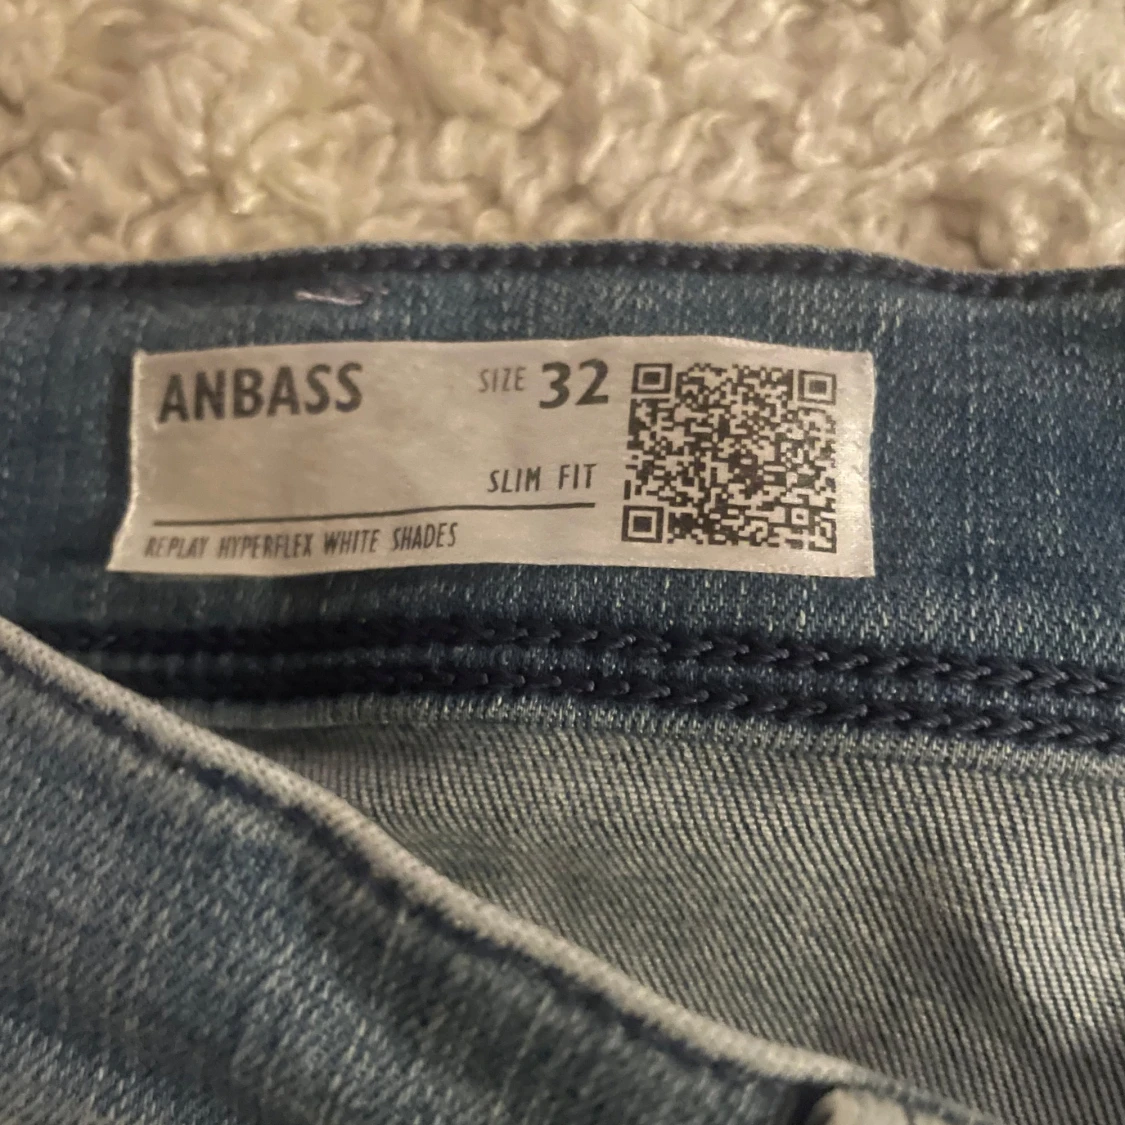 ANBASS
SIZE 32
SLIM FIT
REPLAY HYPERFLEX WHITE SHADES